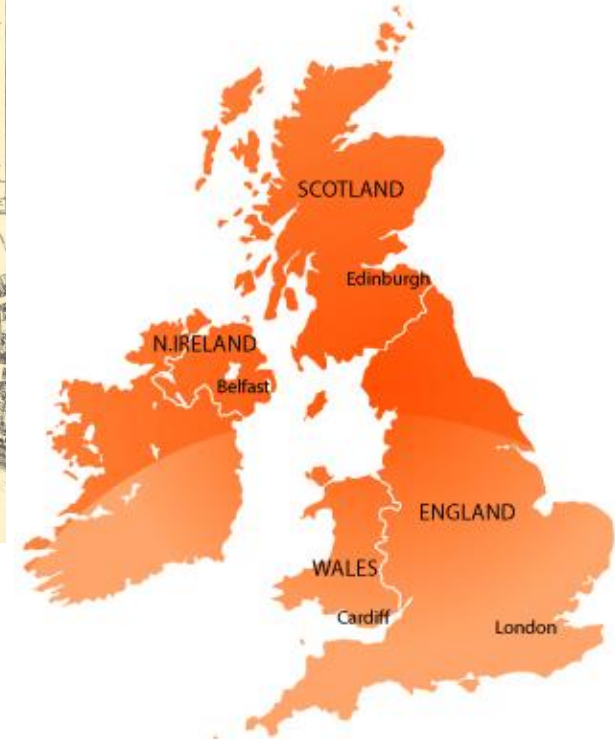 SCOTLAND
Edinburgh
N.IRELAND
Belfast
ENGLAND
WALES
Cardiff
London